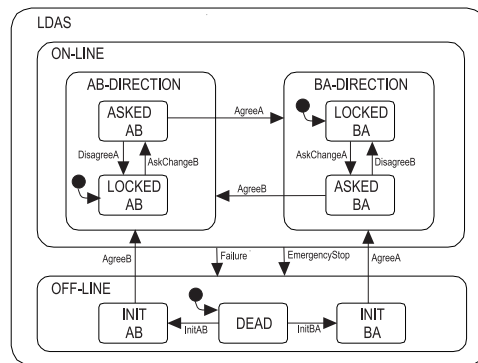 LDAS
ON-LINE
AB-DIRECTION
BA-DIRECTION
ASKED
AB
AgreeA
LOCKED
BA
DisagreeA
AskChangeB
AskChangeA
DisagreeB
LOCKED
AB
AgreeB
ASKED
BA
AgreeB
Failure
EmergencyStop
AgreeA
OFF-LINE
INIT
AB
InitAB
DEAD
InitBA
INIT
BA